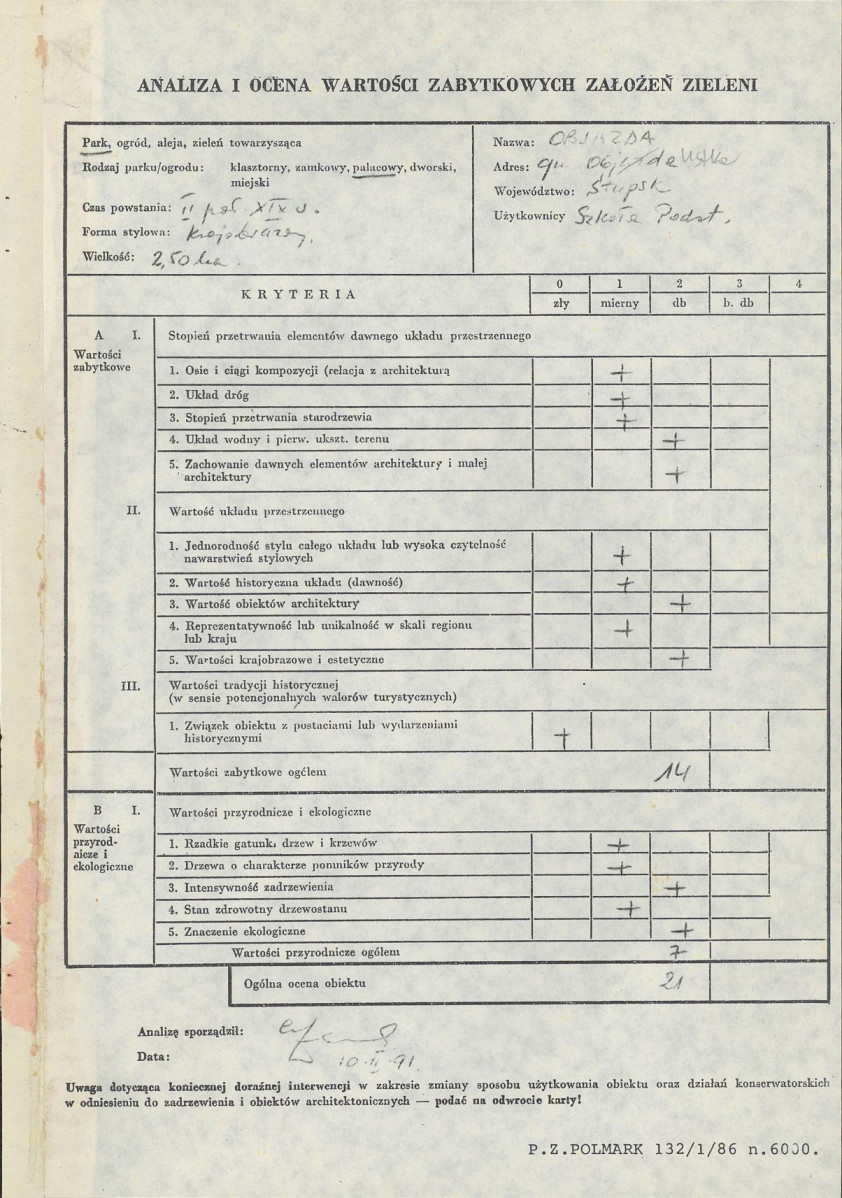 ANALIZA I OCENA WARTOŚCI ZABYTKOWYCH ZAŁOŻEŃ ZIELENI
Park, ogród, aleja, zieleń towarzysząca
Rodzaj parku/ogrodu: klasztorny, zamkowy, pałacowy, dworski,
miejski
Czas powstania: II poł XIX w.
Forma stylowa: krajobrazowy,
Wielkość: 2,50 ha.
Nazwa: OBJAZDA
Adres: gm. Ustka
Województwo: Słupsk
Użytkownicy Szkoła Podst.
KRYTERIA
0 1 2 3 4
zły mierny db b. db
A I. Stopień przetrwania elementów dawnego układu przestrzennego
Wartości
zabytkowe
1. Osie i ciągi kompozycji (relacja z architekturą +
2. Układ dróg +
3. Stopień przetrwania starodrzewia +
4. Układ wodny i pierw. ukszt. terenu +
5. Zachowanie dawnych elementów architektury i małej
architektury +
II. Wartość układu przestrzennego
1. Jednorodność stylu całego układu lub wysoka czytelność
nawarstwień stylowych +
2. Wartość historyczna układu (dawność) +
3. Wartość obiektów architektury +
4. Reprezentatywność lub unikalność w skali regionu
lub kraju +
5. Wartości krajobrazowe i estetyczne +
III. Wartości tradycji historycznej
(w sensie potencjonalnych walorów turystycznych)
1. Związek obiektu z postaciami lub wydarzeniami
historycznymi +
Wartości zabytkowe ogółem 14
B I. Wartości przyrodnicze i ekologiczne
Wartości
przyrod-
nicze i
ekologiczne
1. Rzadkie gatunki drzew i krzewów +
2. Drzewa o charakterze pomników przyrody +
3. Intensywność zadrzewienia +
4. Stan zdrowotny drzewostanu +
5. Znaczenie ekologiczne +
Wartości przyrodnicze ogółem 7
Ogólna ocena obiektu 21
Analizę sporządził:
Data: 10.II.91.
Uwaga dotycząca koniecznej doraźnej interwencji w zakresie zmiany sposobu użytkowania obiektu oraz działań konserwatorskich
w odniesieniu do zadrzewienia i obiektów architektonicznych — podać na odwrocie karty!
P.Z.POLMARK 132/1/86 n.6000.